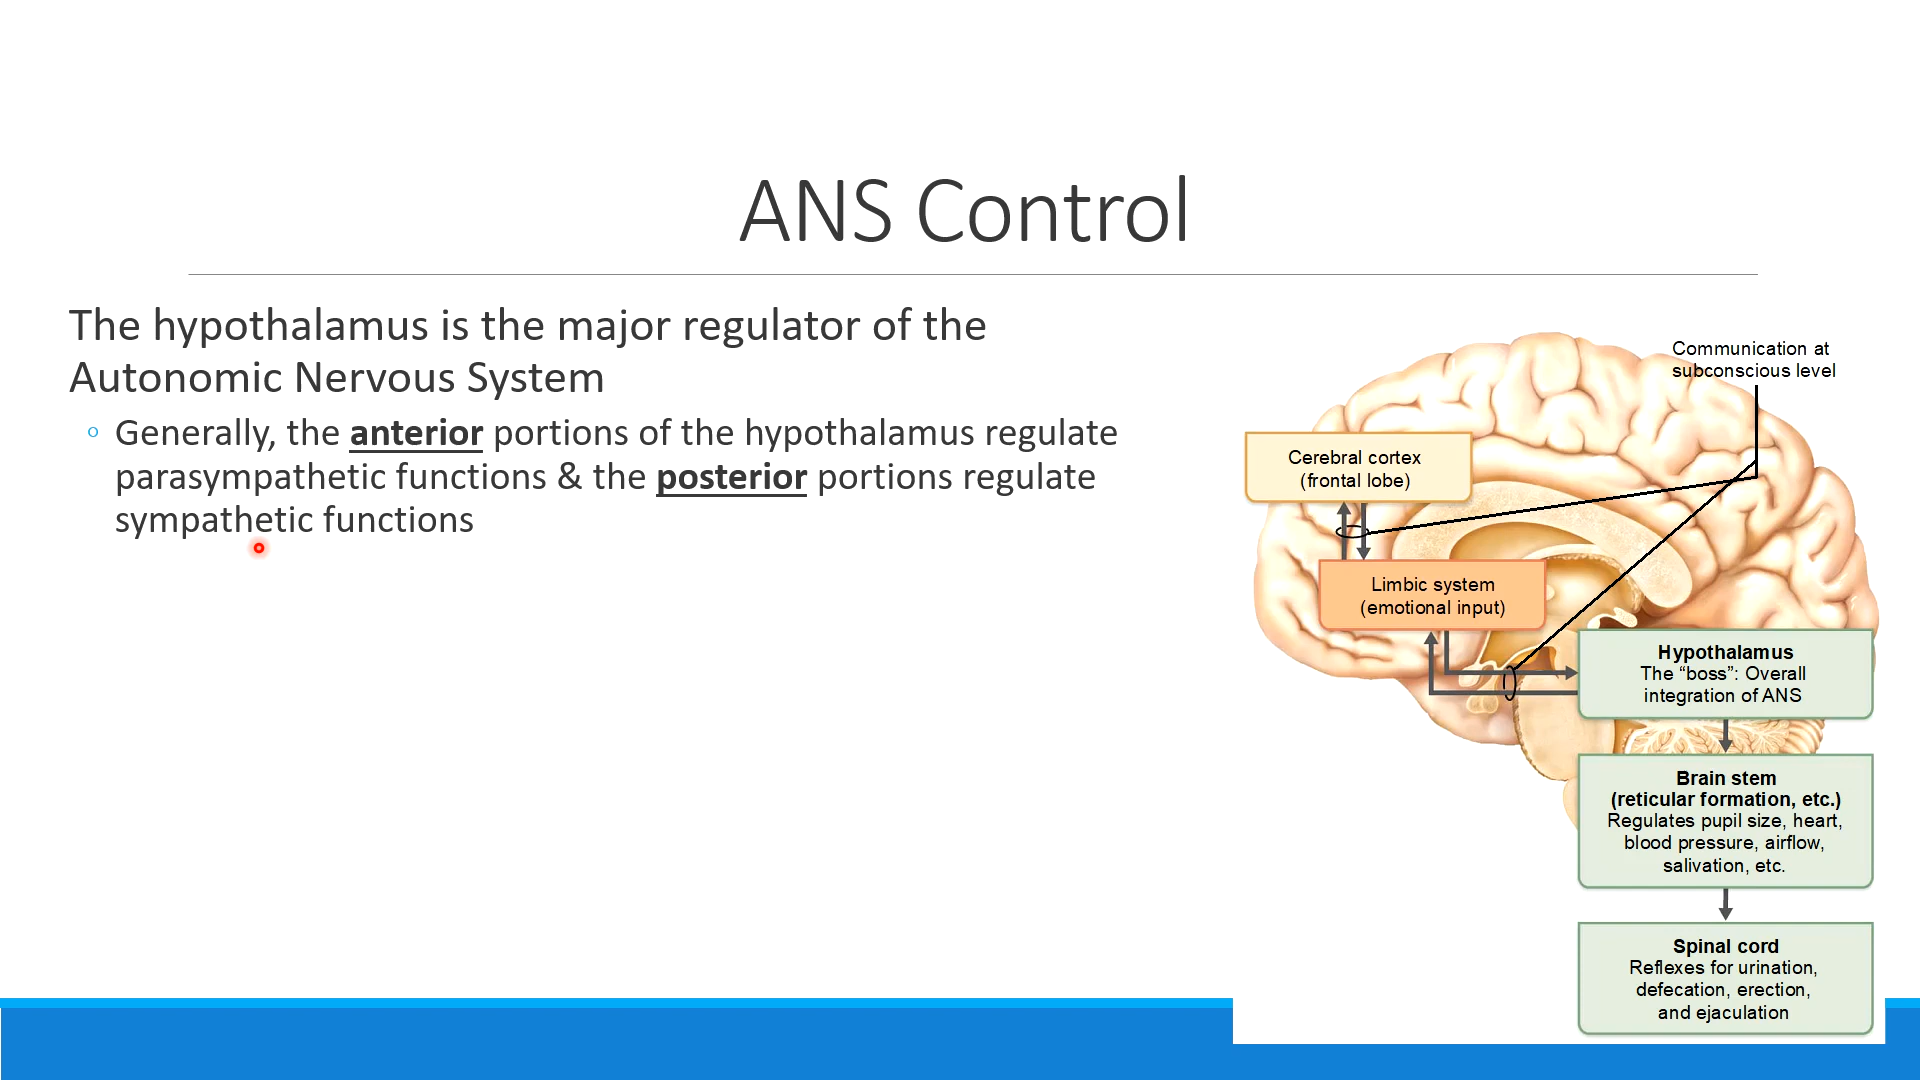 ANS Control
The hypothalamus is the major regulator of the
Autonomic Nervous System
Generally, the anterior portions of the hypothalamus regulate
parasympathetic functions & the posterior portions regulate
sympathetic functions
Communication at
subconscious level
Cerebral cortex
(frontal lobe)
Limbic system
(emotional input)
Hypothalamus
The “boss”: Overall
integration of ANS
Brain stem
(reticular formation, etc.)
Regulates pupil size, heart,
blood pressure, airflow,
salivation, etc.
Spinal cord
Reflexes for urination,
defecation, erection,
and ejaculation